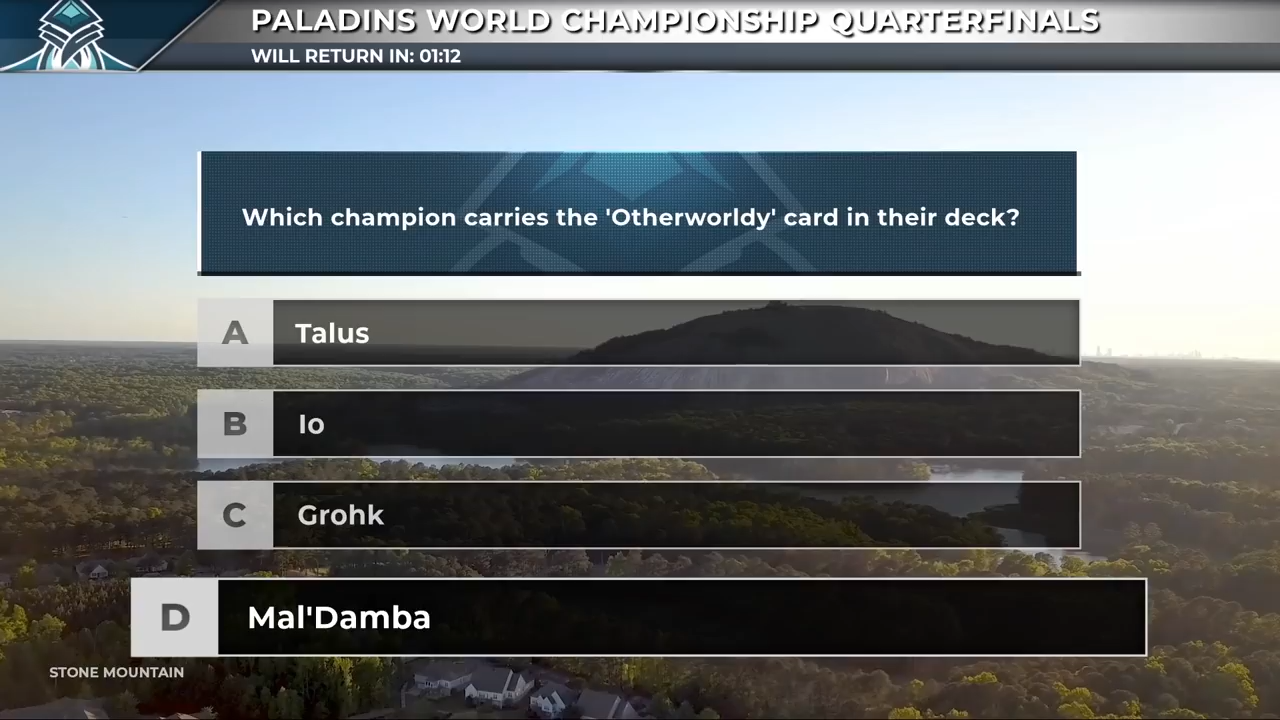 PALADINS WORLD CHAMPIONSHIP QUARTERFINALS
WILL RETURN IN: 01:12
Which champion carries the 'Otherworldy' card in their deck?
A Talus
B Io
C Grohk
D Mal'Damba
STONE MOUNTAIN